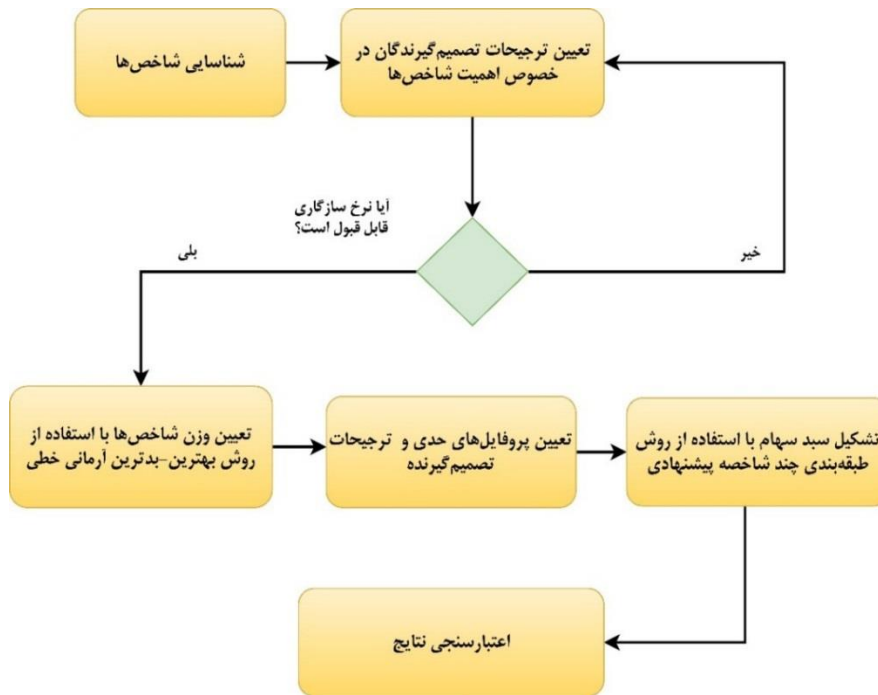 شناسایی شاخص‌ها
تعیین ترجیحات تصمیم‌گیرندگان در
خصوص اهمیت شاخص‌ها
آیا نرخ سازگاری
قابل قبول است؟
خیر
بلی
تعیین وزن شاخص‌ها با استفاده از
روش بهترین-بدترین آرمانی خطی
تعیین پروفایل‌های حدی و ترجیحات
تصمیم‌گیرنده
تشکیل سبد سهام با استفاده از روش
طبقه‌بندی چند شاخصه پیشنهادی
اعتبارسنجی نتایج